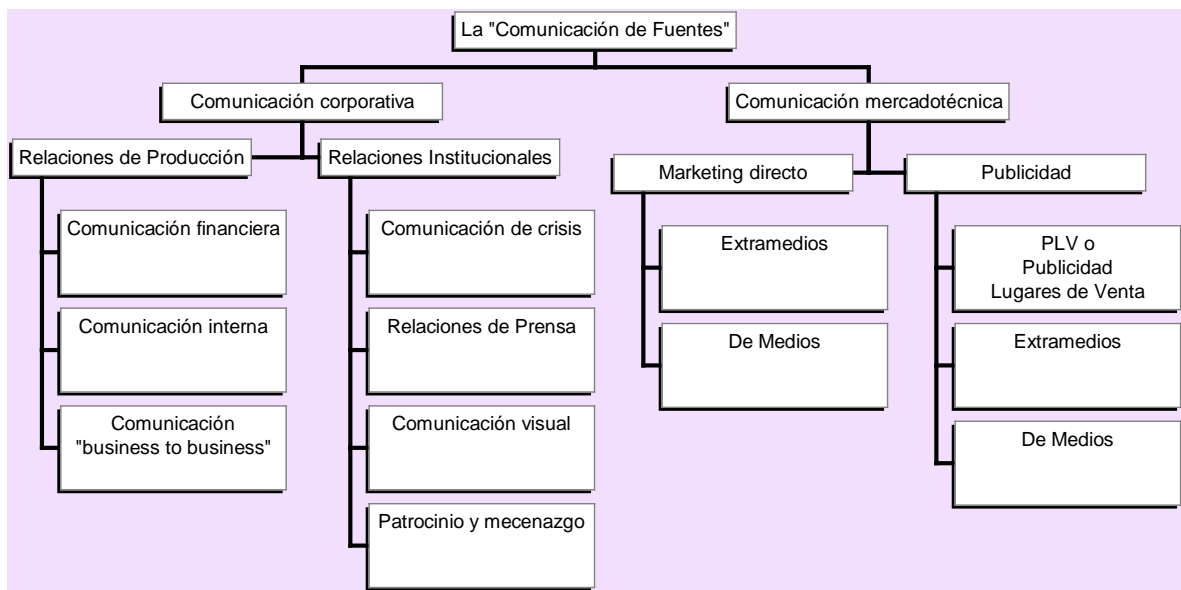 La "Comunicación de Fuentes"
Comunicación corporativa
Comunicación mercadotécnica
Relaciones de Producción
Relaciones Institucionales
Marketing directo
Publicidad
Comunicación financiera
Comunicación interna
Comunicación
"business to business"
Comunicación de crisis
Relaciones de Prensa
Comunicación visual
Patrocinio y mecenazgo
Extramedios
De Medios
PLV o
Publicidad
Lugares de Venta
Extramedios
De Medios